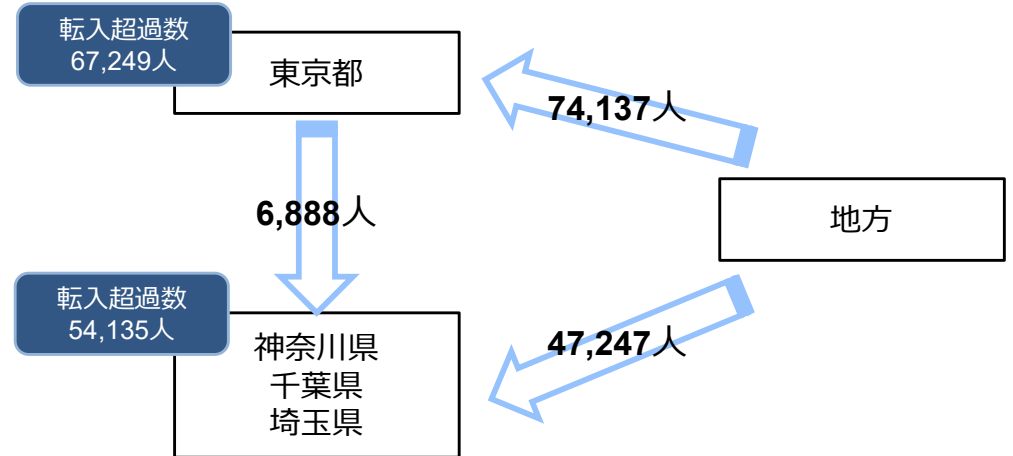 転入超過数
67,249人
東京都
74,137人
6,888人
地方
転入超過数
54,135人
神奈川県
千葉県
埼玉県
47,247人